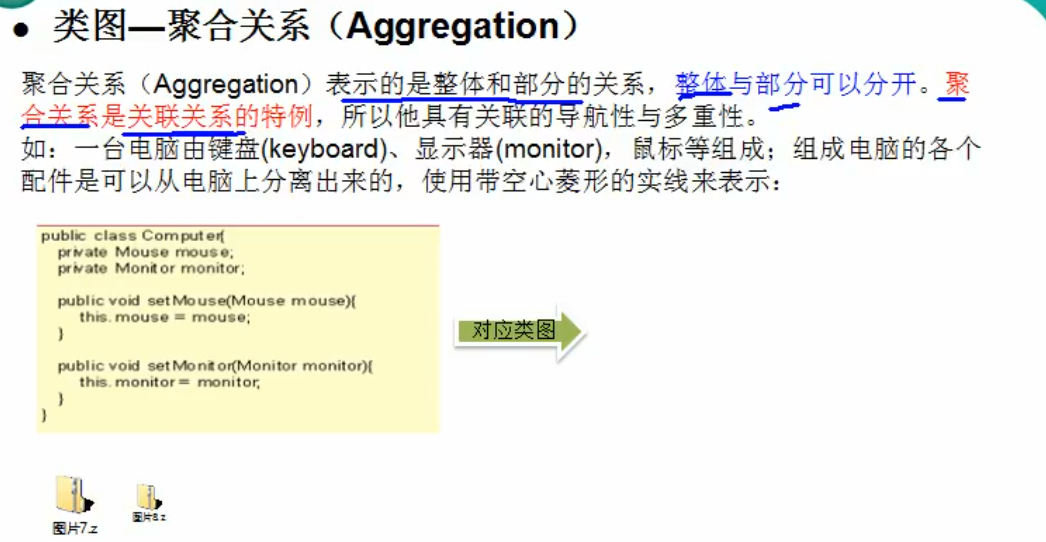 ● 类图—聚合关系（Aggregation）
聚合关系（Aggregation）表示的是整体和部分的关系，整体与部分可以分开。聚
合关系是关联关系的特例，所以他具有关联的导航性与多重性。
如：一台电脑由键盘(keyboard)、显示器(monitor)，鼠标等组成；组成电脑的各个
配件是可以从电脑上分离出来的，使用带空心菱形的实线来表示：
public class Computer{
private Mouse mouse;
private Monitor monitor;
public void setMouse(Mouse mouse){
this.mouse = mouse;
}
public void setMonitor(Monitor monitor){
this.monitor = monitor;
}
}
对应类图
图片7.z
图片8.z